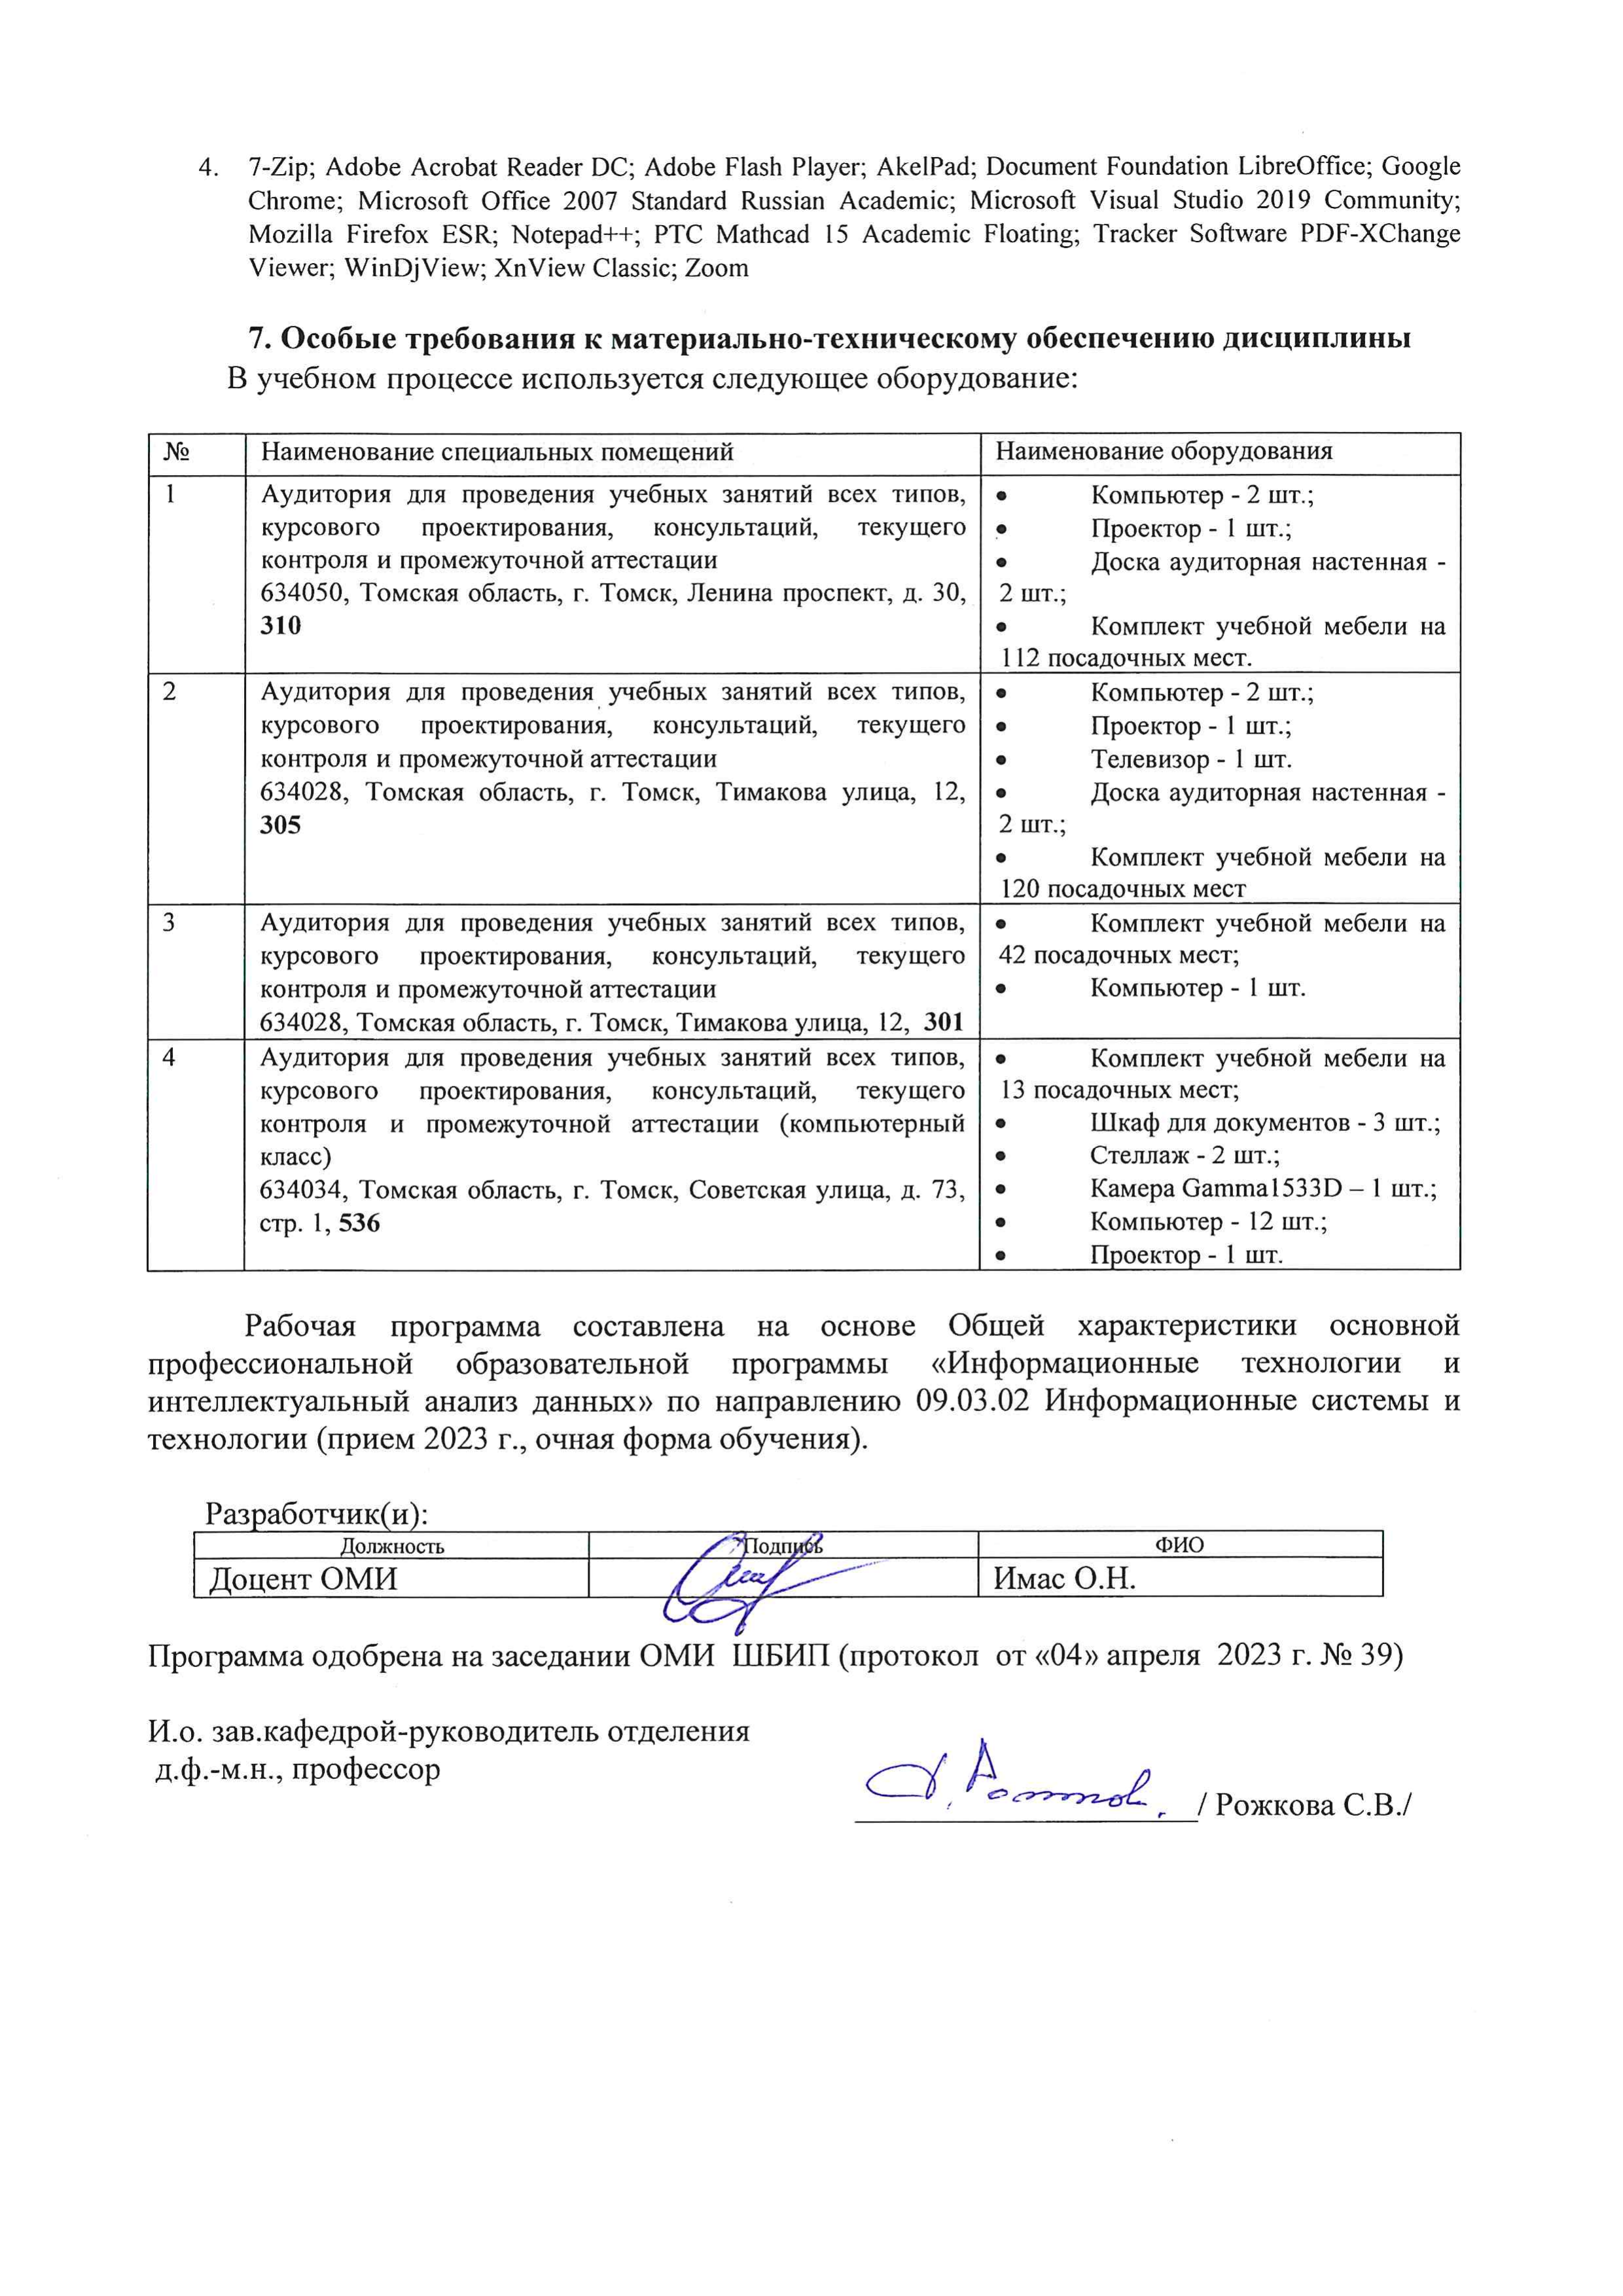 4. 7-Zip; Adobe Acrobat Reader DC; Adobe Flash Player; AkelPad; Document Foundation LibreOffice; Google
Chrome; Microsoft Office 2007 Standard Russian Academic; Microsoft Visual Studio 2019 Community;
Mozilla Firefox ESR; Notepad++; PTC Mathcad 15 Academic Floating; Tracker Software PDF-XChange
Viewer; WinDjView; XnView Classic; Zoom
7. Особые требования к материально-техническому обеспечению дисциплины
В учебном процессе используется следующее оборудование:
№ Наименование специальных помещений Наименование оборудования
1
Аудитория для проведения учебных занятий всех типов,
курсового проектирования, консультаций, текущего
контроля и промежуточной аттестации
634050, Томская область, г. Томск, Ленина проспект, д. 30,
310
• Компьютер - 2 шт.;
• Проектор - 1 шт.;
• Доска аудиторная настенная -
2 шт.;
• Комплект учебной мебели на
112 посадочных мест.
2
Аудитория для проведения учебных занятий всех типов,
курсового проектирования, консультаций, текущего
контроля и промежуточной аттестации
634028, Томская область, г. Томск, Тимакова улица, 12,
305
• Компьютер - 2 шт.;
• Проектор - 1 шт.;
• Телевизор - 1 шт.
• Доска аудиторная настенная -
2 шт.;
• Комплект учебной мебели на
120 посадочных мест
3
Аудитория для проведения учебных занятий всех типов,
курсового проектирования, консультаций, текущего
контроля и промежуточной аттестации
634028, Томская область, г. Томск, Тимакова улица, 12, 301
• Комплект учебной мебели на
42 посадочных мест;
• Компьютер - 1 шт.
4
Аудитория для проведения учебных занятий всех типов,
курсового проектирования, консультаций, текущего
контроля и промежуточной аттестации (компьютерный
класс)
634034, Томская область, г. Томск, Советская улица, д. 73,
стр. 1, 536
• Комплект учебной мебели на
13 посадочных мест;
• Шкаф для документов - 3 шт.;
• Стеллаж - 2 шт.;
• Камера Gamma1533D – 1 шт.;
• Компьютер - 12 шт.;
• Проектор - 1 шт.
Рабочая программа составлена на основе Общей характеристики основной
профессиональной образовательной программы «Информационные технологии и
интеллектуальный анализ данных» по направлению 09.03.02 Информационные системы и
технологии (прием 2023 г., очная форма обучения).
Разработчик(и):
Должность Подпись ФИО
Доцент ОМИ Имас О.Н.
Программа одобрена на заседании ОМИ ШБИП (протокол от «04» апреля 2023 г. № 39)
И.о. зав.кафедрой-руководитель отделения
д.ф.-м.н., профессор
/ Рожкова С.В./